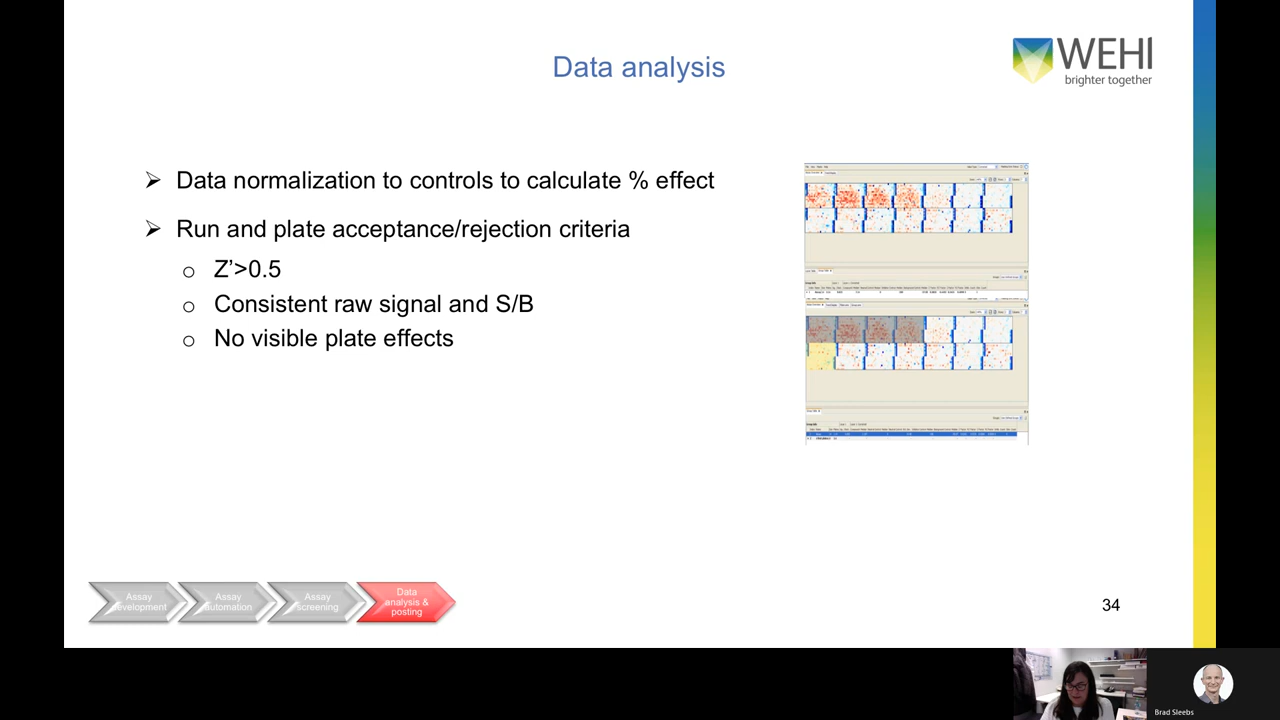 Data analysis
WEHI
brighter together
Data normalization to controls to calculate % effect
Run and plate acceptance/rejection criteria
Z’>0.5
Consistent raw signal and S/B
No visible plate effects
Assay
development
Assay
automation
Assay
screening
Data
analysis &
posting
34
Brad Sleebs